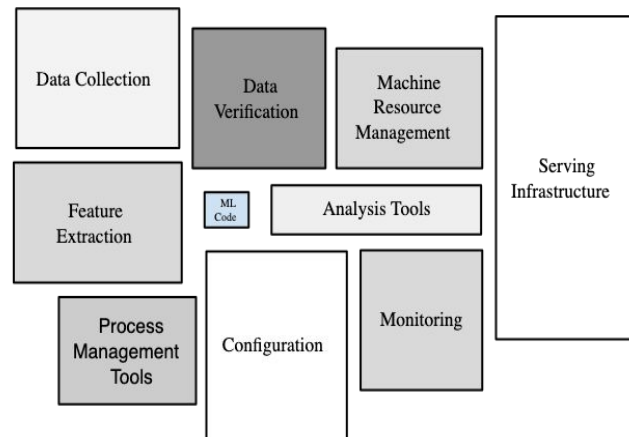 Data Collection
Data
Verification
Machine
Resource
Management
Serving
Infrastructure
Feature
Extraction
ML
Code
Analysis Tools
Process
Management
Tools
Configuration
Monitoring